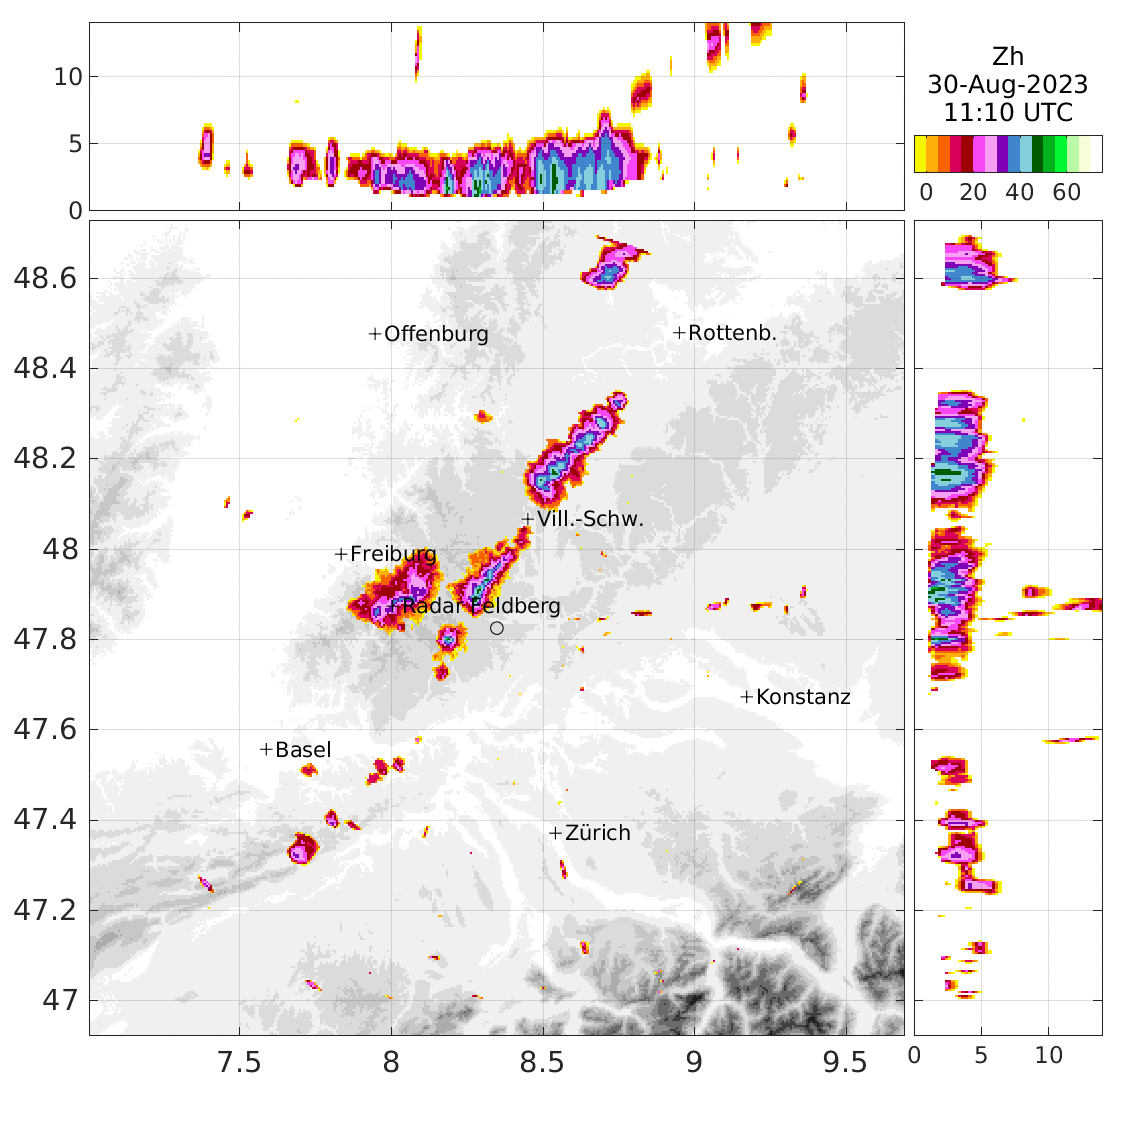 10
5
0
Zh
30-Aug-2023
11:10 UTC
0 20 40 60
48.6
48.4
48.2
48
47.8
47.6
47.4
47.2
47
Offenburg
Rottenb.
Vill.-Schw.
Freiburg
Radar Feldberg
Konstanz
Basel
Zürich
7.5 8 8.5 9 9.5
0 5 10